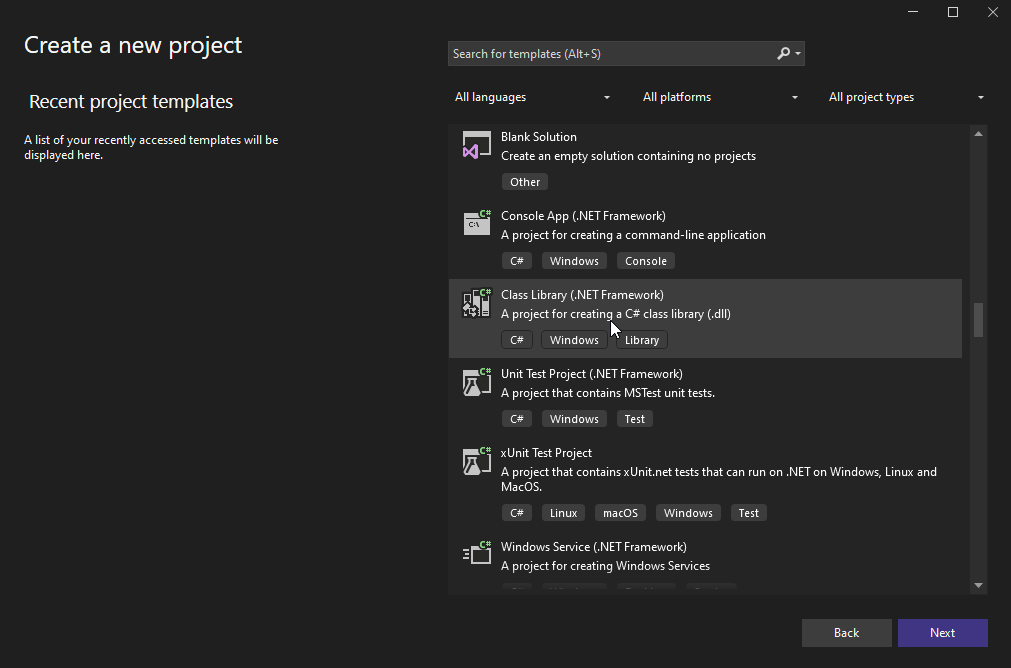 Create a new project
Search for templates (Alt+S)
Recent project templates
All languages
All platforms
All project types
A list of your recently accessed templates will be
displayed here.
Blank Solution
Create an empty solution containing no projects
Other
C#
C:\
Console App (.NET Framework)
A project for creating a command-line application
C# Windows Console
C#
Class Library (.NET Framework)
A project for creating a C# class library (.dll)
C# Windows Library
C#
Unit Test Project (.NET Framework)
A project that contains MSTest unit tests.
C# Windows Test
C#
xUnit Test Project
A project that contains xUnit.net tests that can run on .NET on Windows, Linux and
MacOS.
C# Linux macOS Windows Test
C#
Windows Service (.NET Framework)
A project for creating Windows Services
Back
Next